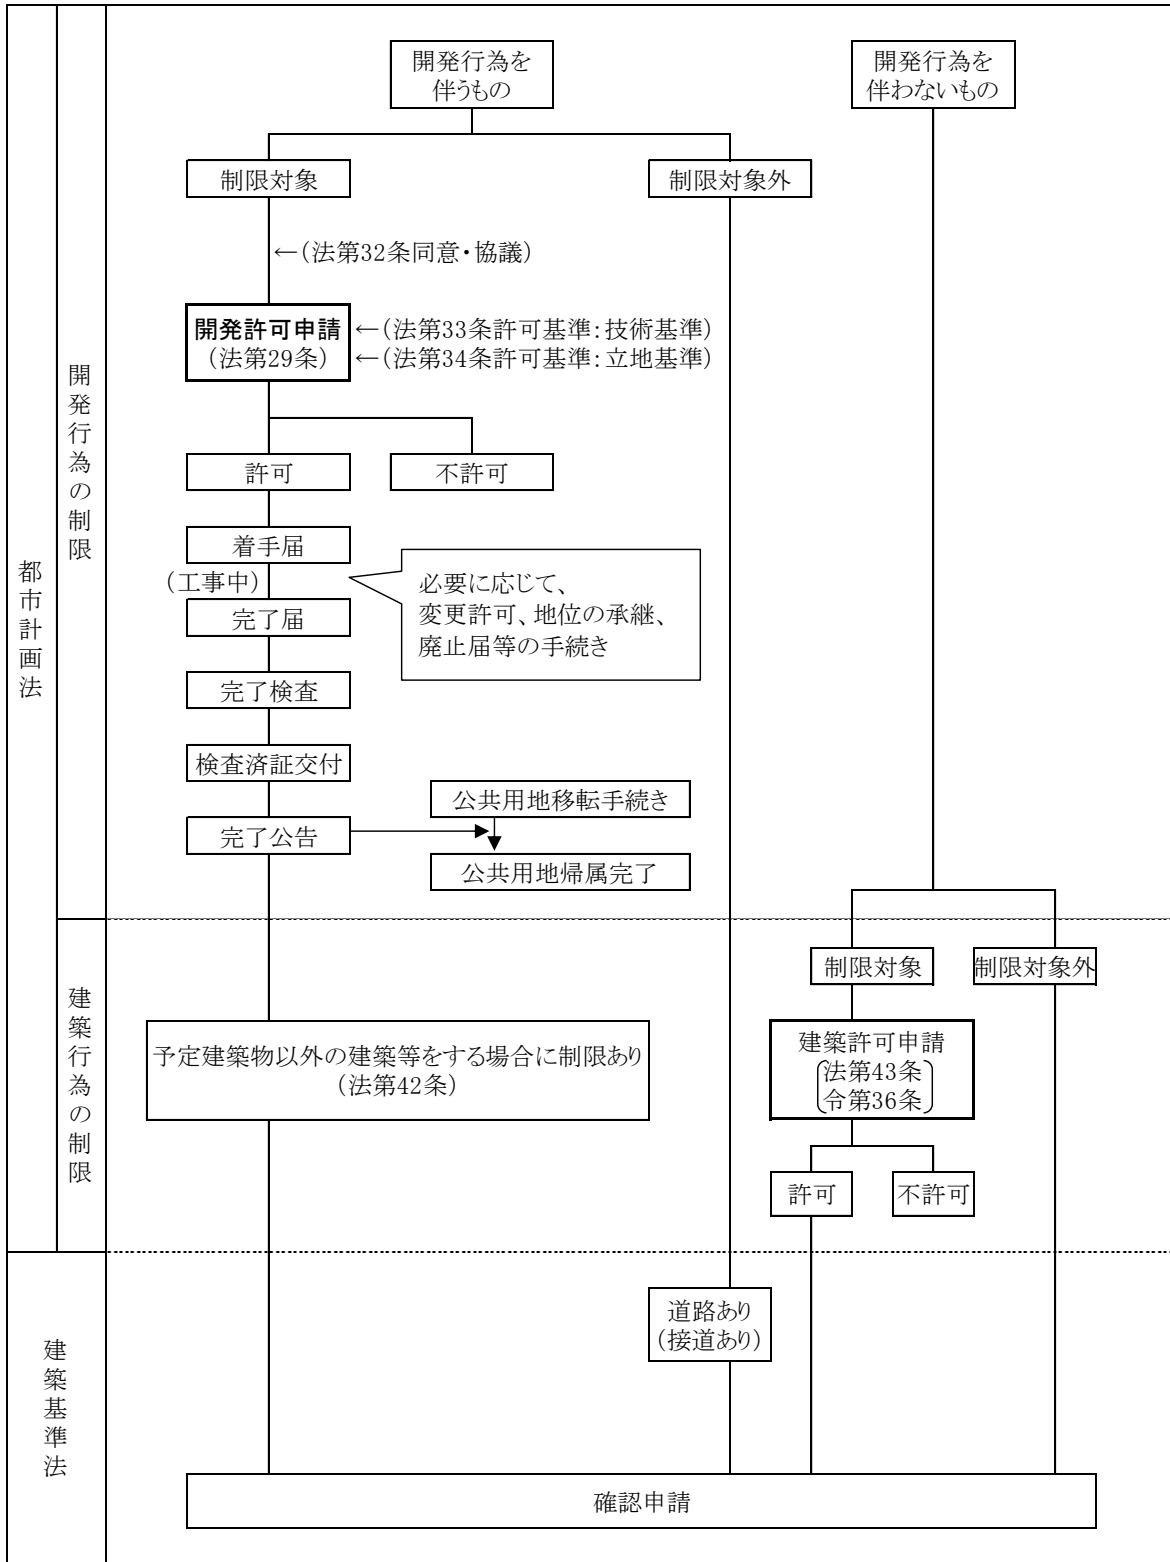 都市計画法
開発行為の制限
開発行為を
伴うもの
開発行為を
伴わないもの
制限対象
制限対象外
←(法第32条同意・協議)
開発許可申請
(法第29条)
←(法第33条許可基準:技術基準)
←(法第34条許可基準:立地基準)
許可
不許可
着手届
(工事中)
完了届
必要に応じて、
変更許可、地位の承継、
廃止届等の手続き
完了検査
検査済証交付
公共用地移転手続き
完了公告
公共用地帰属完了
建築行為の制限
制限対象
制限対象外
予定建築物以外の建築等をする場合に制限あり
(法第42条)
建築許可申請
法第43条
令第36条
許可
不許可
建築基準法
道路あり
(接道あり)
確認申請